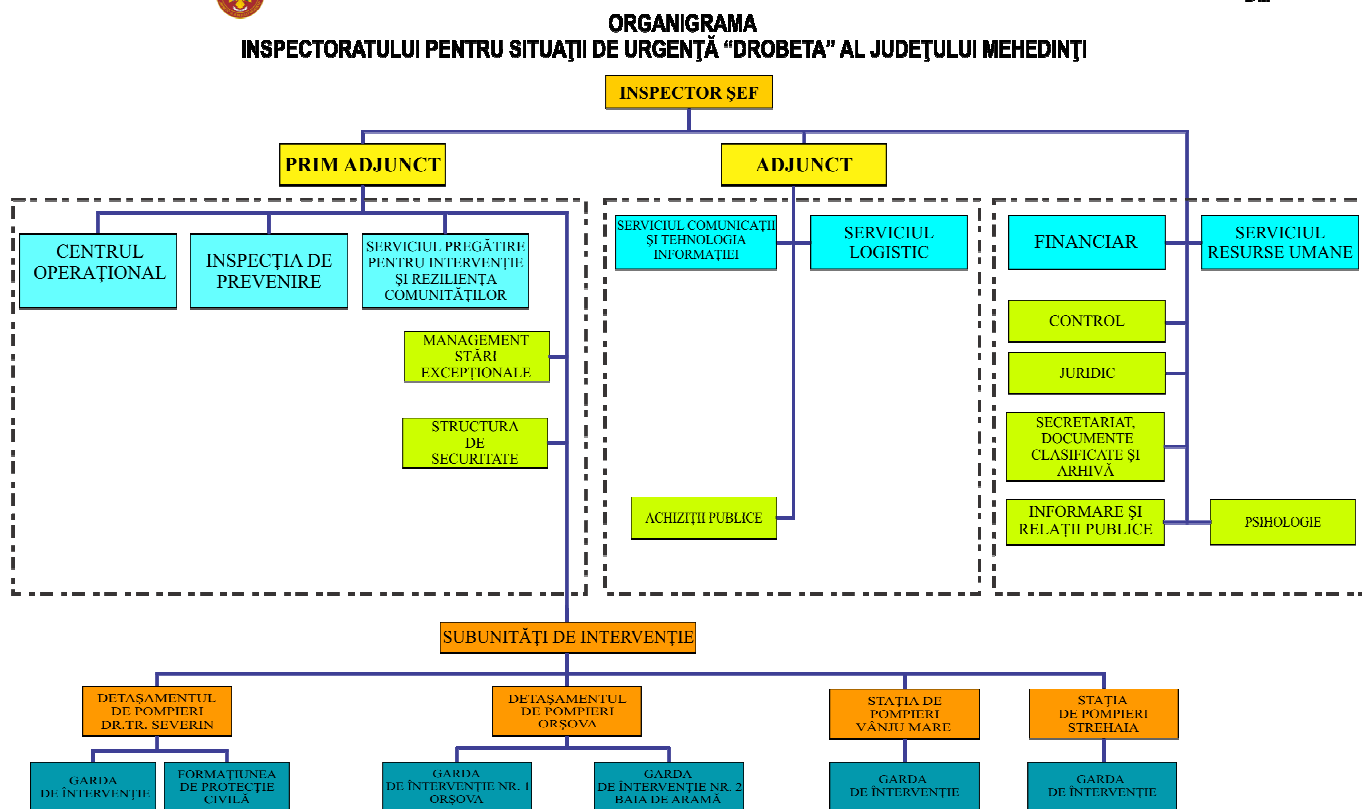 ORGANIGRAMA
INSPECTORATULUI PENTRU SITUAŢII DE URGENŢĂ “DROBETA” AL JUDEŢULUI MEHEDINŢI
INSPECTOR ŞEF
PRIM ADJUNCT
ADJUNCT
CENTRUL
OPERAŢIONAL
INSPECŢIA DE
PREVENIRE
SERVICIUL PREGĂTIRE
PENTRU INTERVENŢIE
ŞI REZILIENŢA
COMUNITĂŢILOR
SERVICIUL COMUNICAŢII
ŞI TEHNOLOGIA
INFORMAŢIEI
SERVICIUL
LOGISTIC
FINANCIAR
SERVICIUL
RESURSE UMANE
MANAGEMENT
STĂRI
EXCEPŢIONALE
STRUCTURA
DE
SECURITATE
ACHIZIŢII PUBLICE
CONTROL
JURIDIC
SECRETARIAT,
DOCUMENTE
CLASIFICATE ŞI
ARHIVĂ
INFORMARE ŞI
RELAŢII PUBLICE
PSIHOLOGIE
SUBUNITĂŢI DE INTERVENŢIE
DETAŞAMENTUL
DE POMPIERI
DR.TR. SEVERIN
DETAŞAMENTUL
DE POMPIERI
ORŞOVA
STAŢIA DE
POMPIERI
VÂNJU MARE
STAŢIA
DE POMPIERI
STREHAIA
GARDA
DE ÎNTERVENŢIE
FORMAŢIUNEA
DE PROTECŢIE
CIVILĂ
GARDA
DE ÎNTERVENŢIE NR. 1
ORŞOVA
GARDA
DE ÎNTERVENŢIE NR. 2
BAIA DE ARAMĂ
GARDA
DE ÎNTERVENŢIE
GARDA
DE ÎNTERVENŢIE